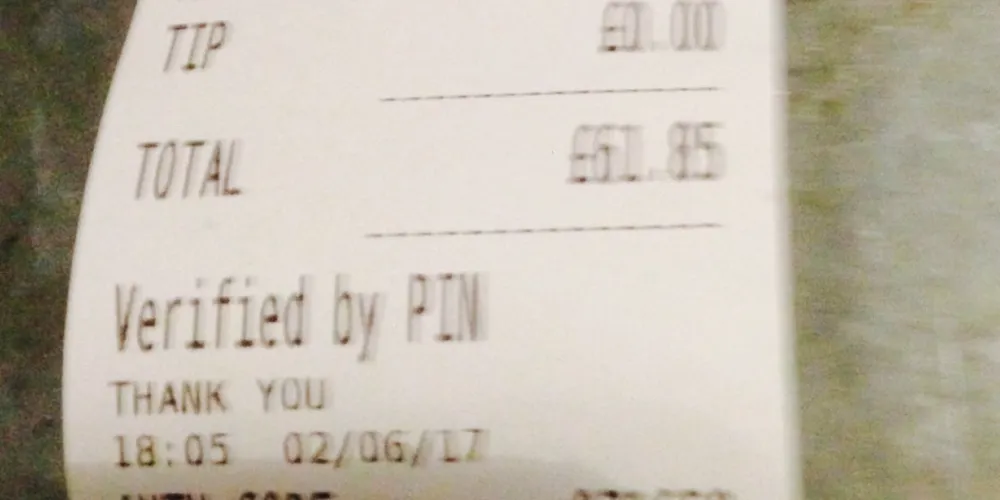 TIP £0.00
TOTAL £61.85
Verified by PIN
THANK YOU
18:05 02/06/17